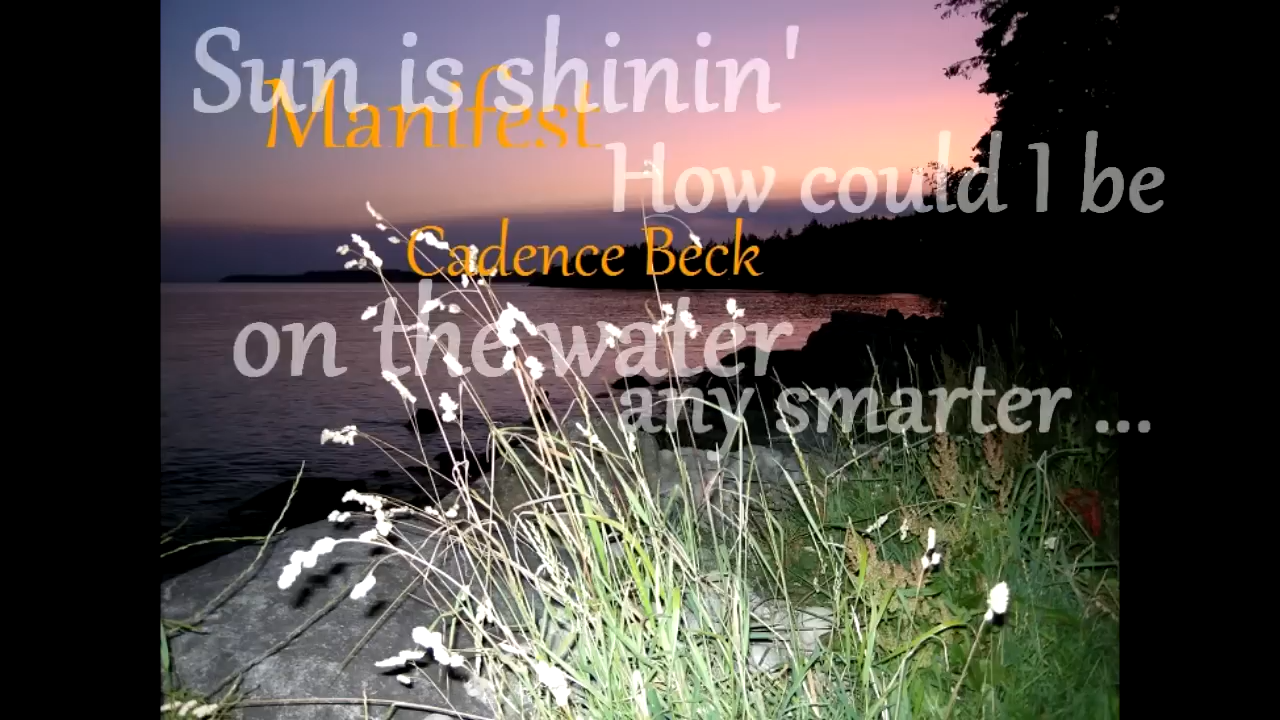 Sun is shinin'
Manifest
How could I be
Cadence Beck
on the water
any smarter ...